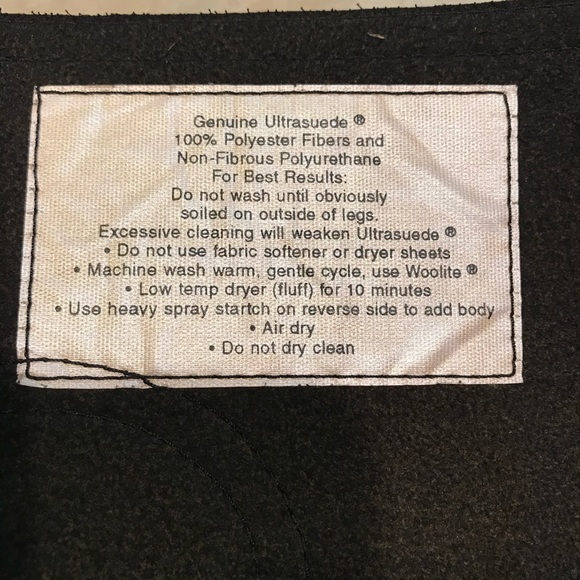 Genuine Ultrasuede ®
100% Polyester Fibers and
Non-Fibrous Polyurethane
For Best Results:
Do not wash until obviously
soiled on outside of legs.
Excessive cleaning will weaken Ultrasuede ®
• Do not use fabric softener or dryer sheets
• Machine wash warm, gentle cycle, use Woolite ®
• Low temp dryer (fluff) for 10 minutes
• Use heavy spray startch on reverse side to add body
• Air dry
• Do not dry clean